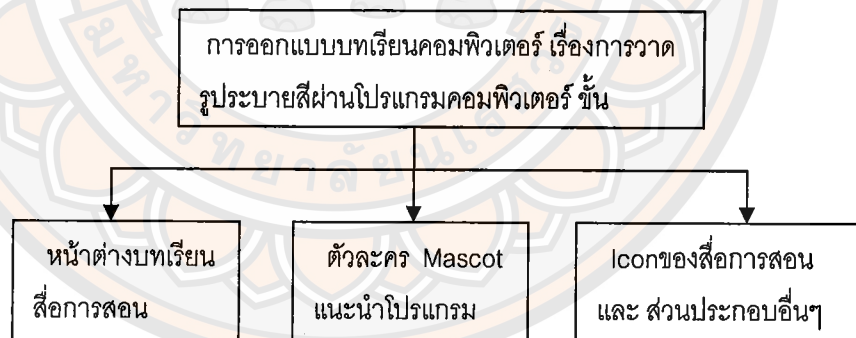 การออกแบบบทเรียนคอมพิวเตอร์ เรื่องการวาด
รูประบายสีผ่านโปรแกรมคอมพิวเตอร์ ขั้น
หน้าต่างบทเรียน
สื่อการสอน
ตัวละคร Mascot
แนะนำโปรแกรม
Iconของสื่อการสอน
และ ส่วนประกอบอื่นๆ